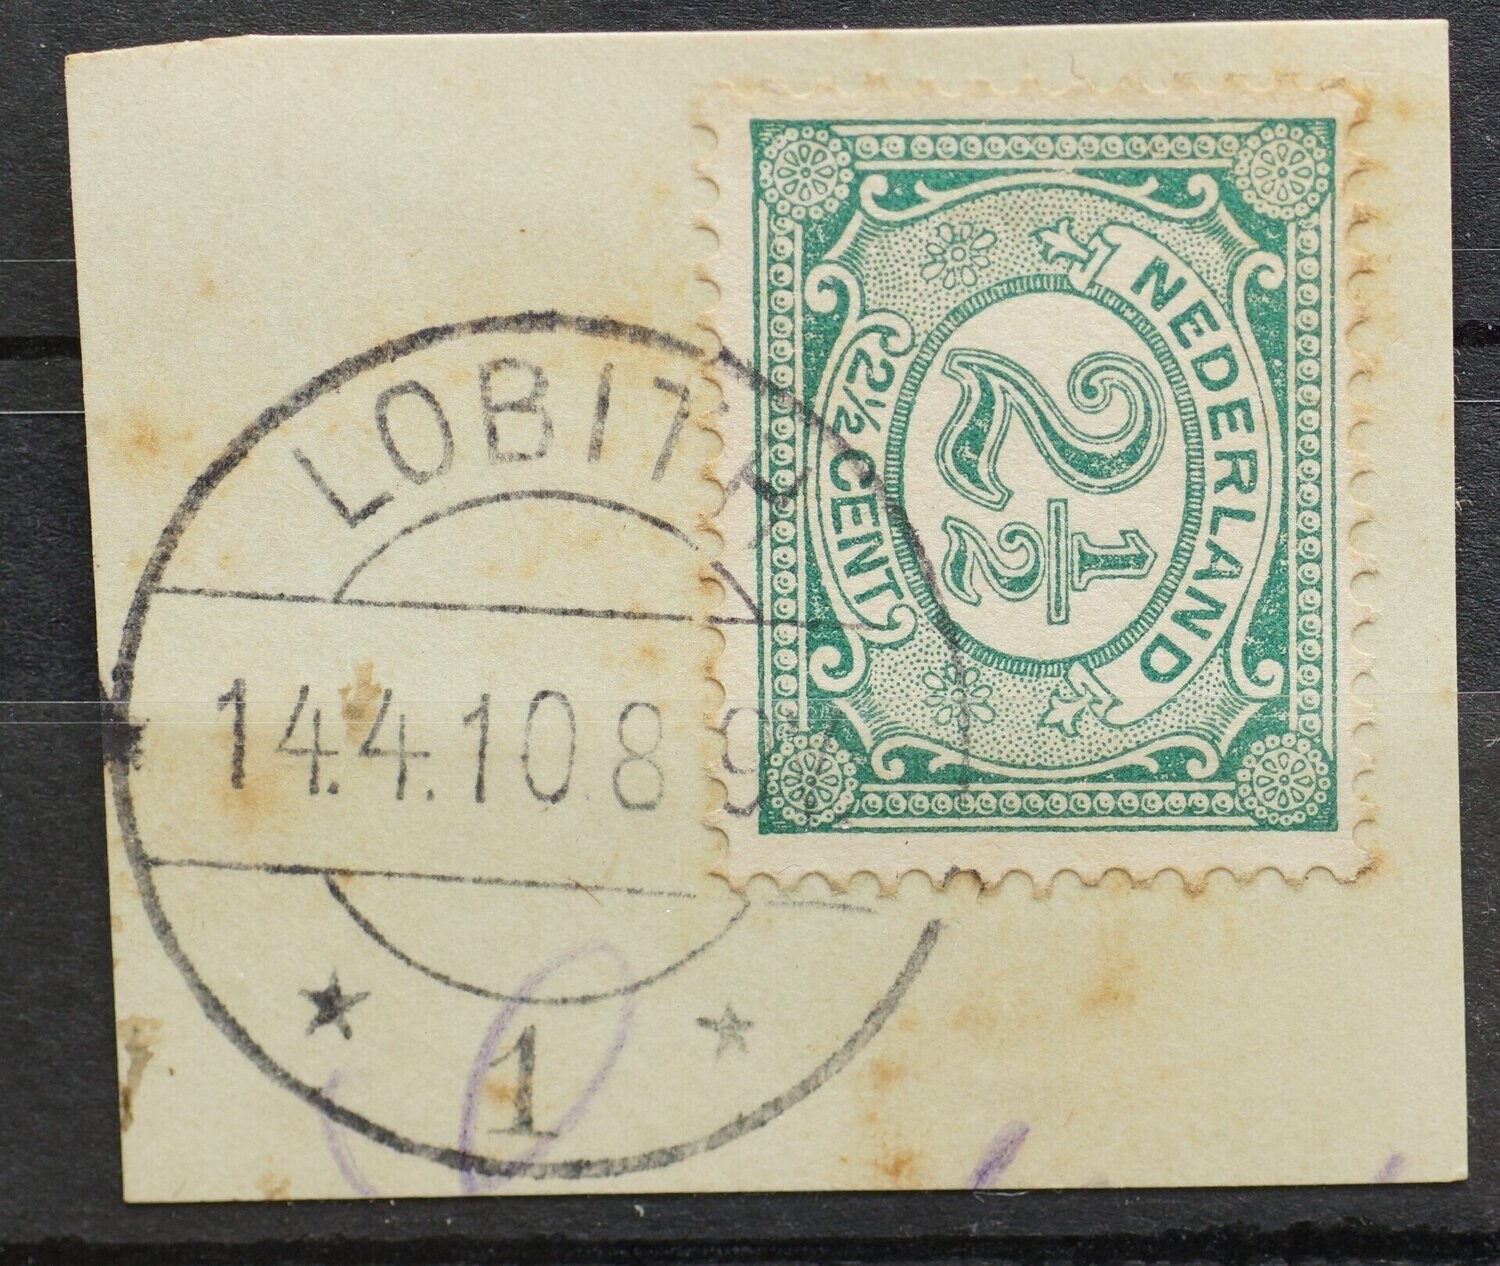 LOBITH
14.4.10 8
1
NEDERLAND
2 1/2
2½ CENT